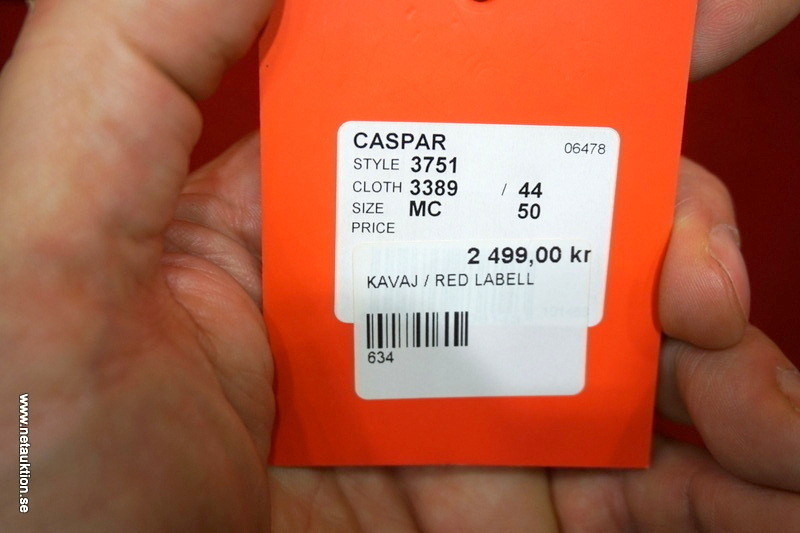 CASPAR 06478
STYLE 3751
CLOTH 3389 / 44
SIZE MC 50
PRICE
2 499,00 kr
KAVAJ / RED LABELL
634
www.netauktion.se